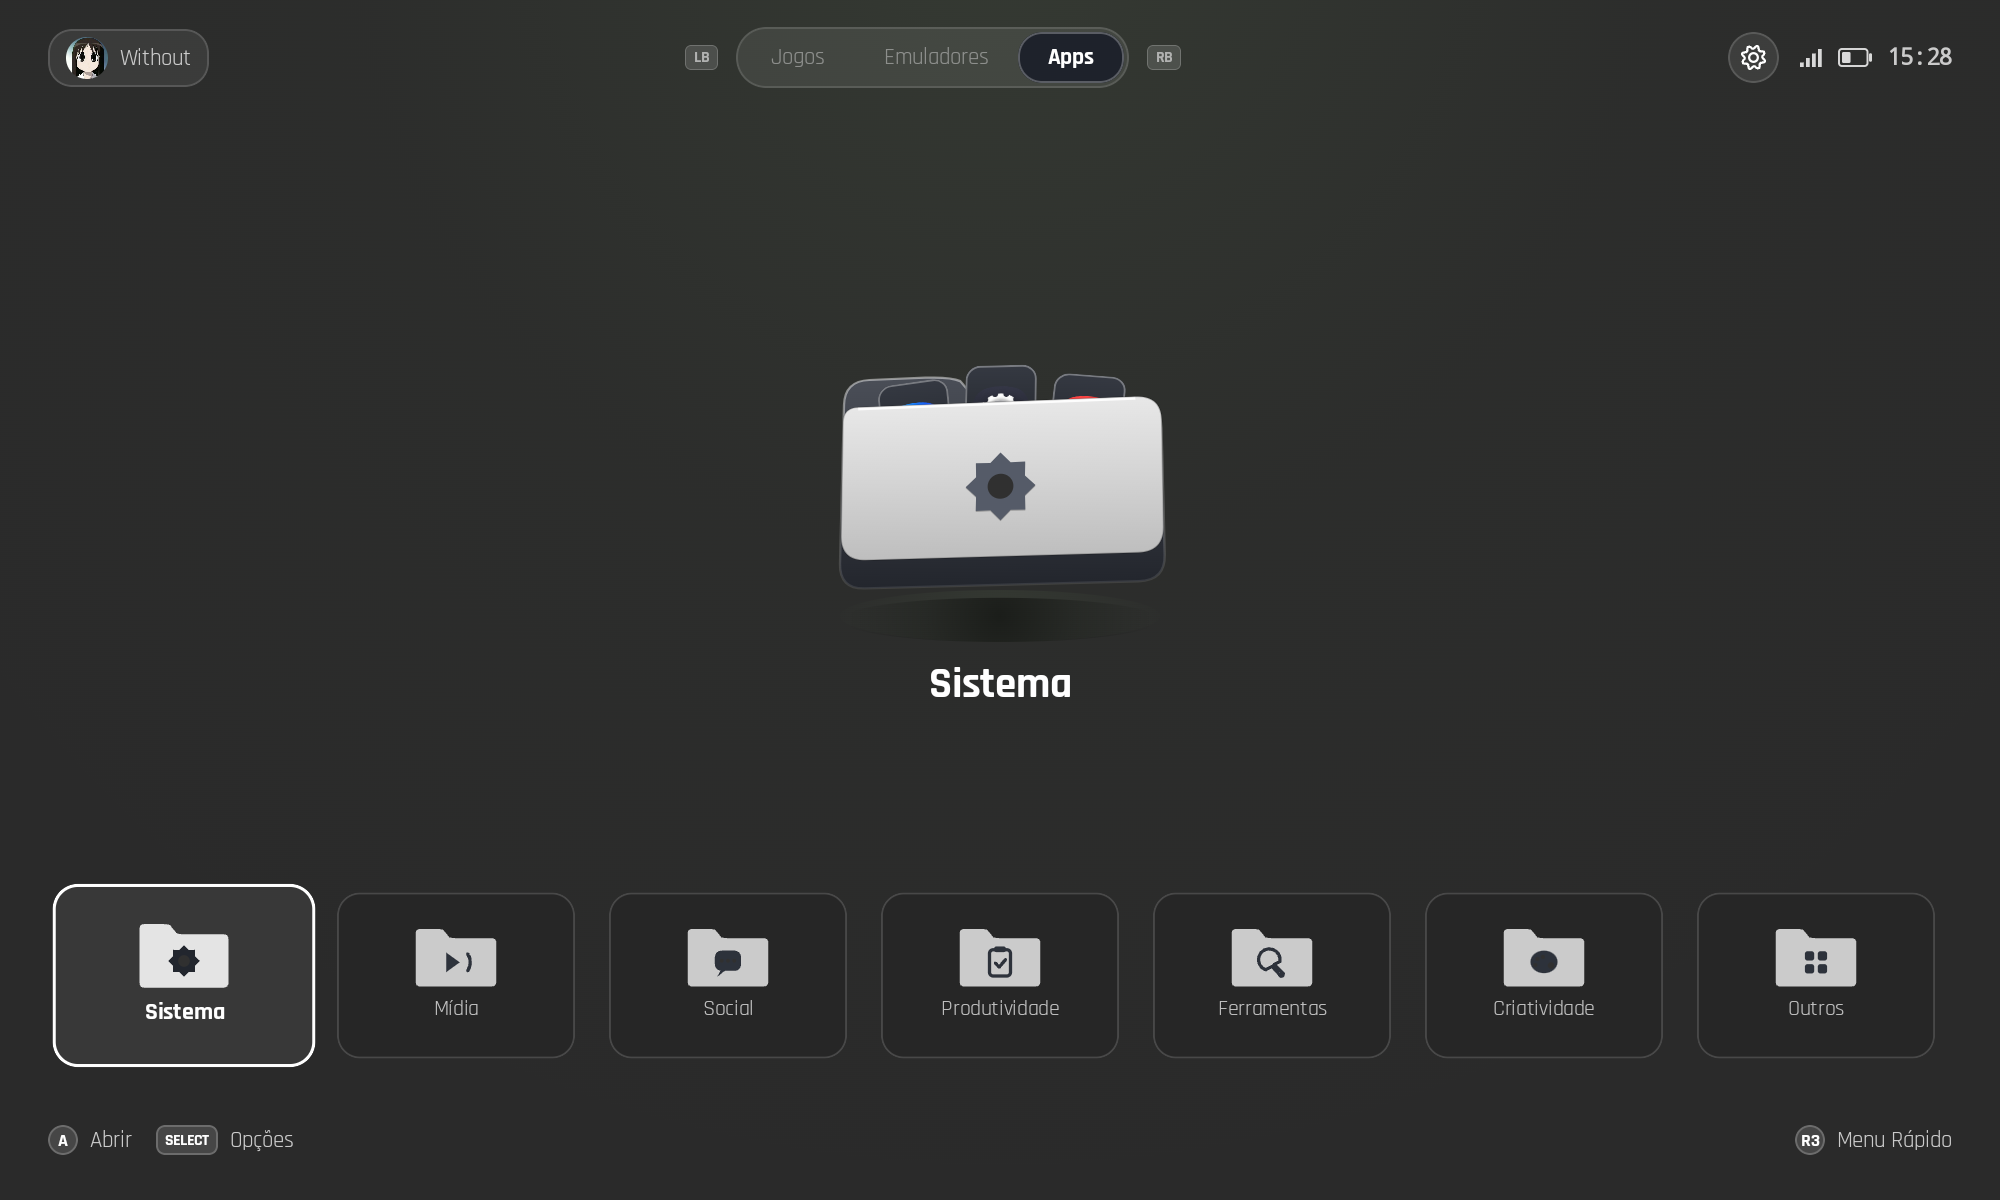 Without
LB
Jogos
Emuladores
Apps
RB
15:28
Sistema
Sistema
Mídia
Social
Produtividade
Ferramentas
Criatividade
Outros
A Abrir
SELECT Opções
R3 Menu Rápido